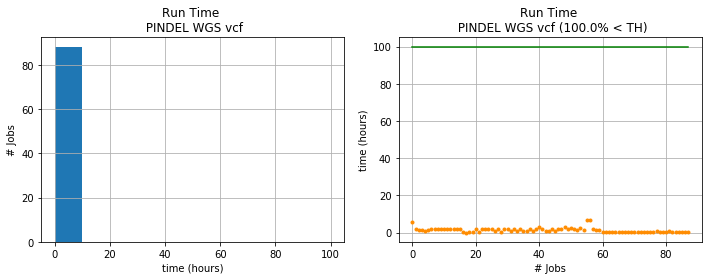 Run Time
PINDEL WGS vcf
# Jobs
80
60
40
20
0
0 20 40 60 80 100
time (hours)
Run Time
PINDEL WGS vcf (100.0% < TH)
time (hours)
100
80
60
40
20
0
0 20 40 60 80
# Jobs